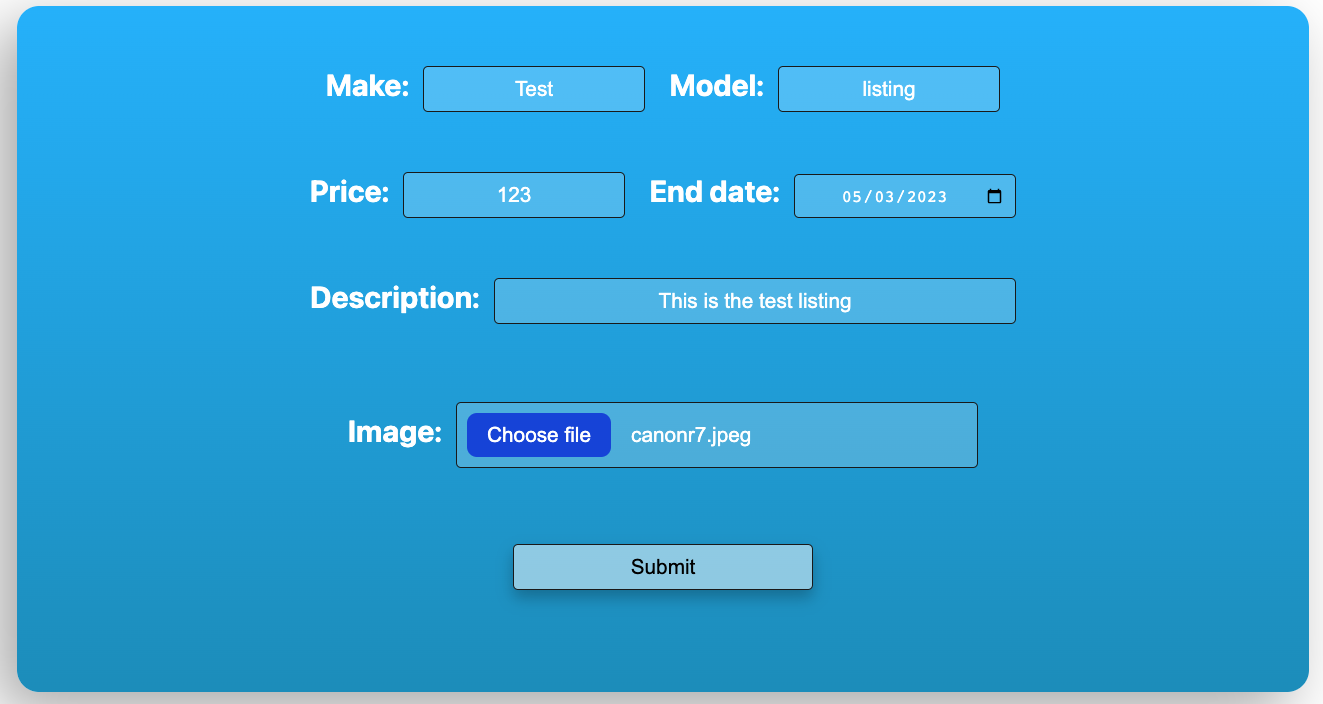 Make: Test Model: listing
Price: 123 End date: 05/03/2023
Description: This is the test listing
Image: Choose file canonr7.jpeg
Submit